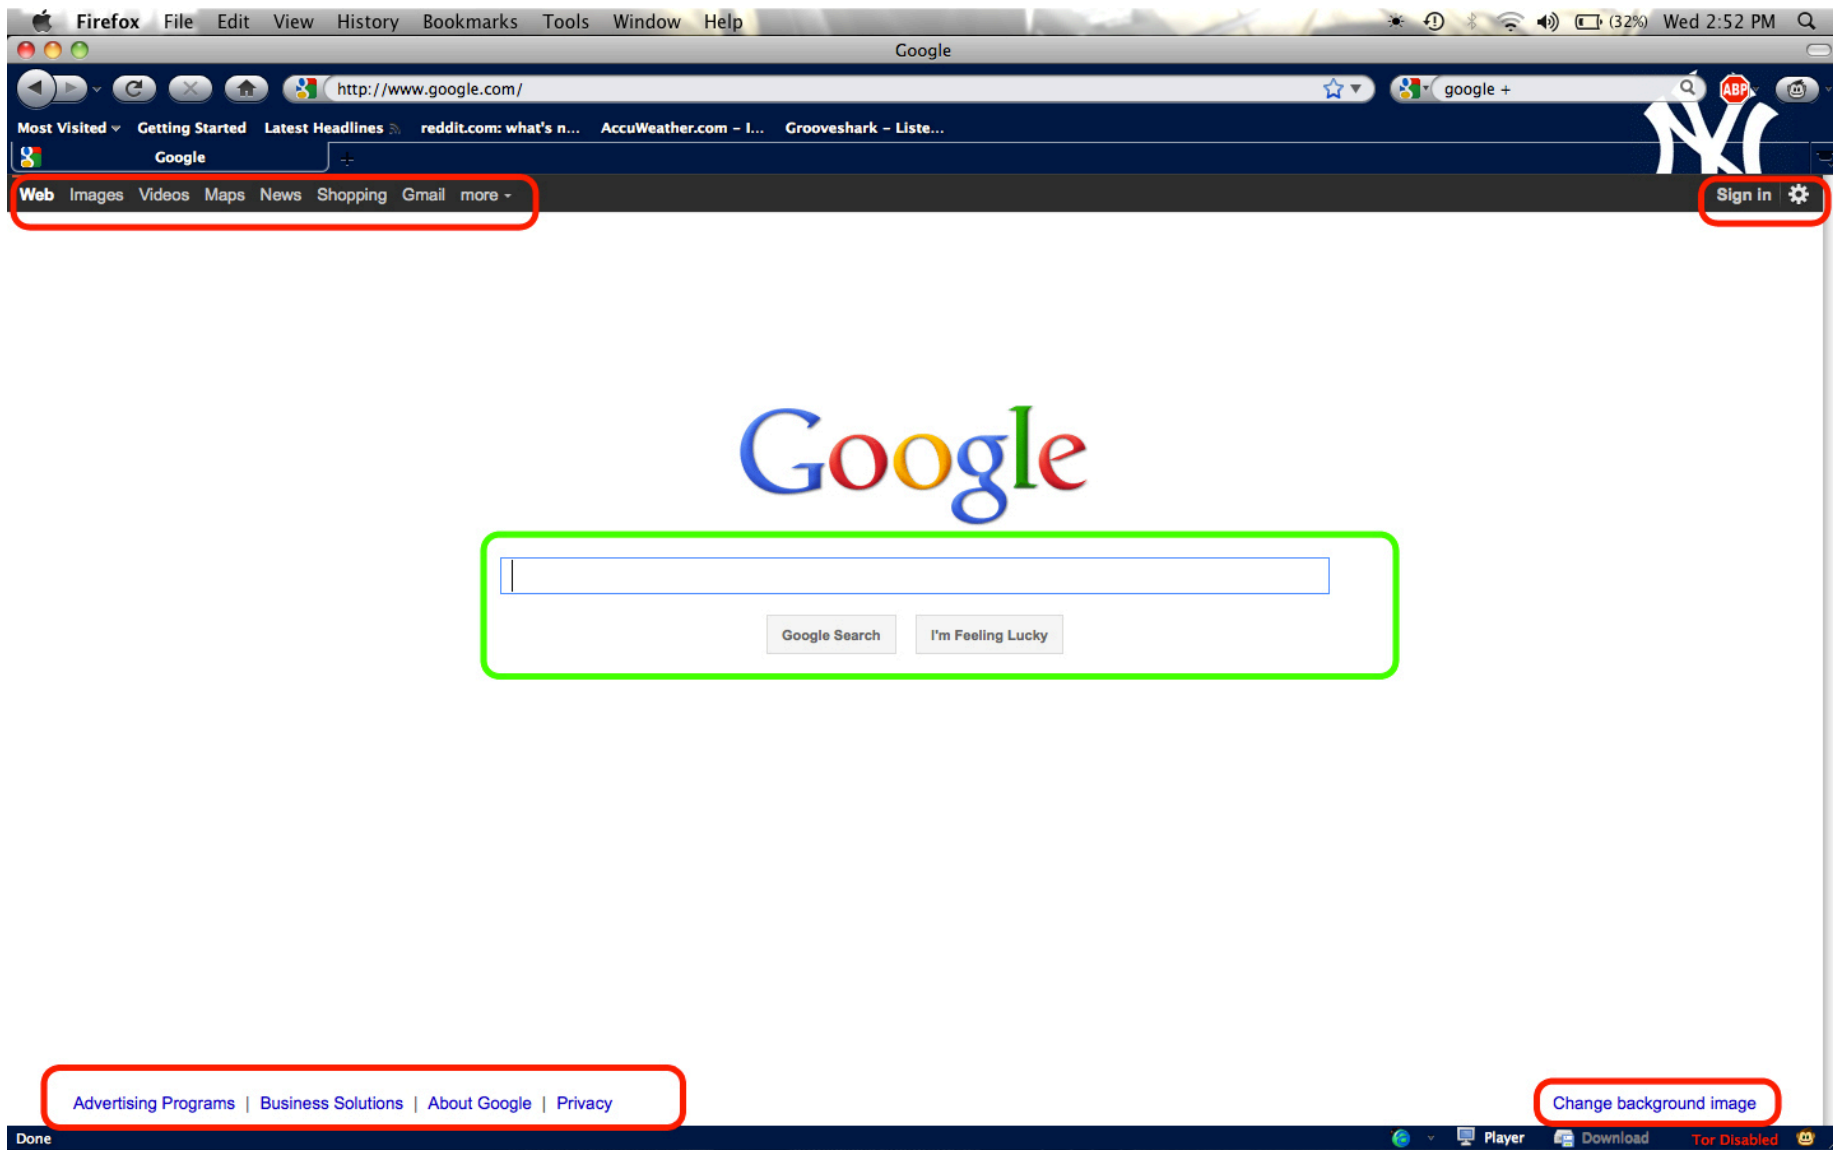 Firefox File Edit View History Bookmarks Tools Window Help (32%) Wed 2:52 PM
Google
http://www.google.com/ google + ABP
Most Visited Getting Started Latest Headlines reddit.com: what's n... AccuWeather.com – I... Grooveshark – Liste...
Google +
NY
Web Images Videos Maps News Shopping Gmail more Sign in
Google
Google Search I'm Feeling Lucky
Advertising Programs | Business Solutions | About Google | Privacy Change background image
Done Player Download Tor Disabled